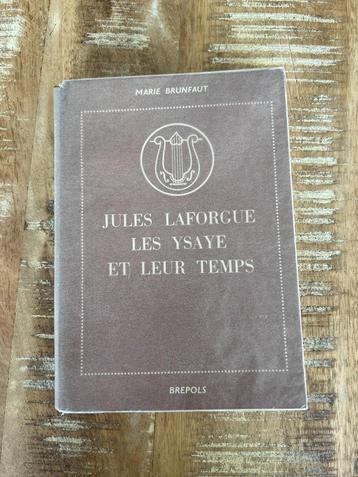 MARIE BRUNFAUT
JULES LAFORGUE
LES YSAYE
ET LEUR TEMPS
BREPOLS